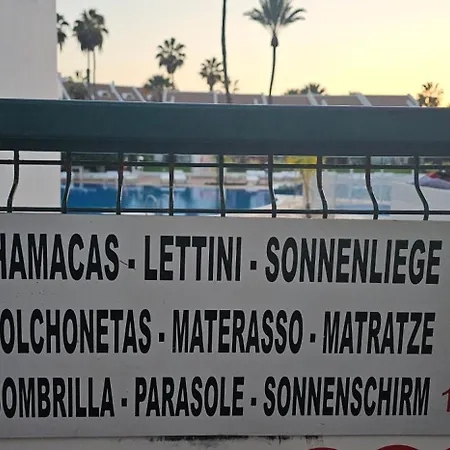 HAMACAS - LETTINI - SONNENLIEGE
OLCHONETAS - MATERASSO - MATRATZE
OMBRILLA - PARASOLE - SONNENSCHIRM